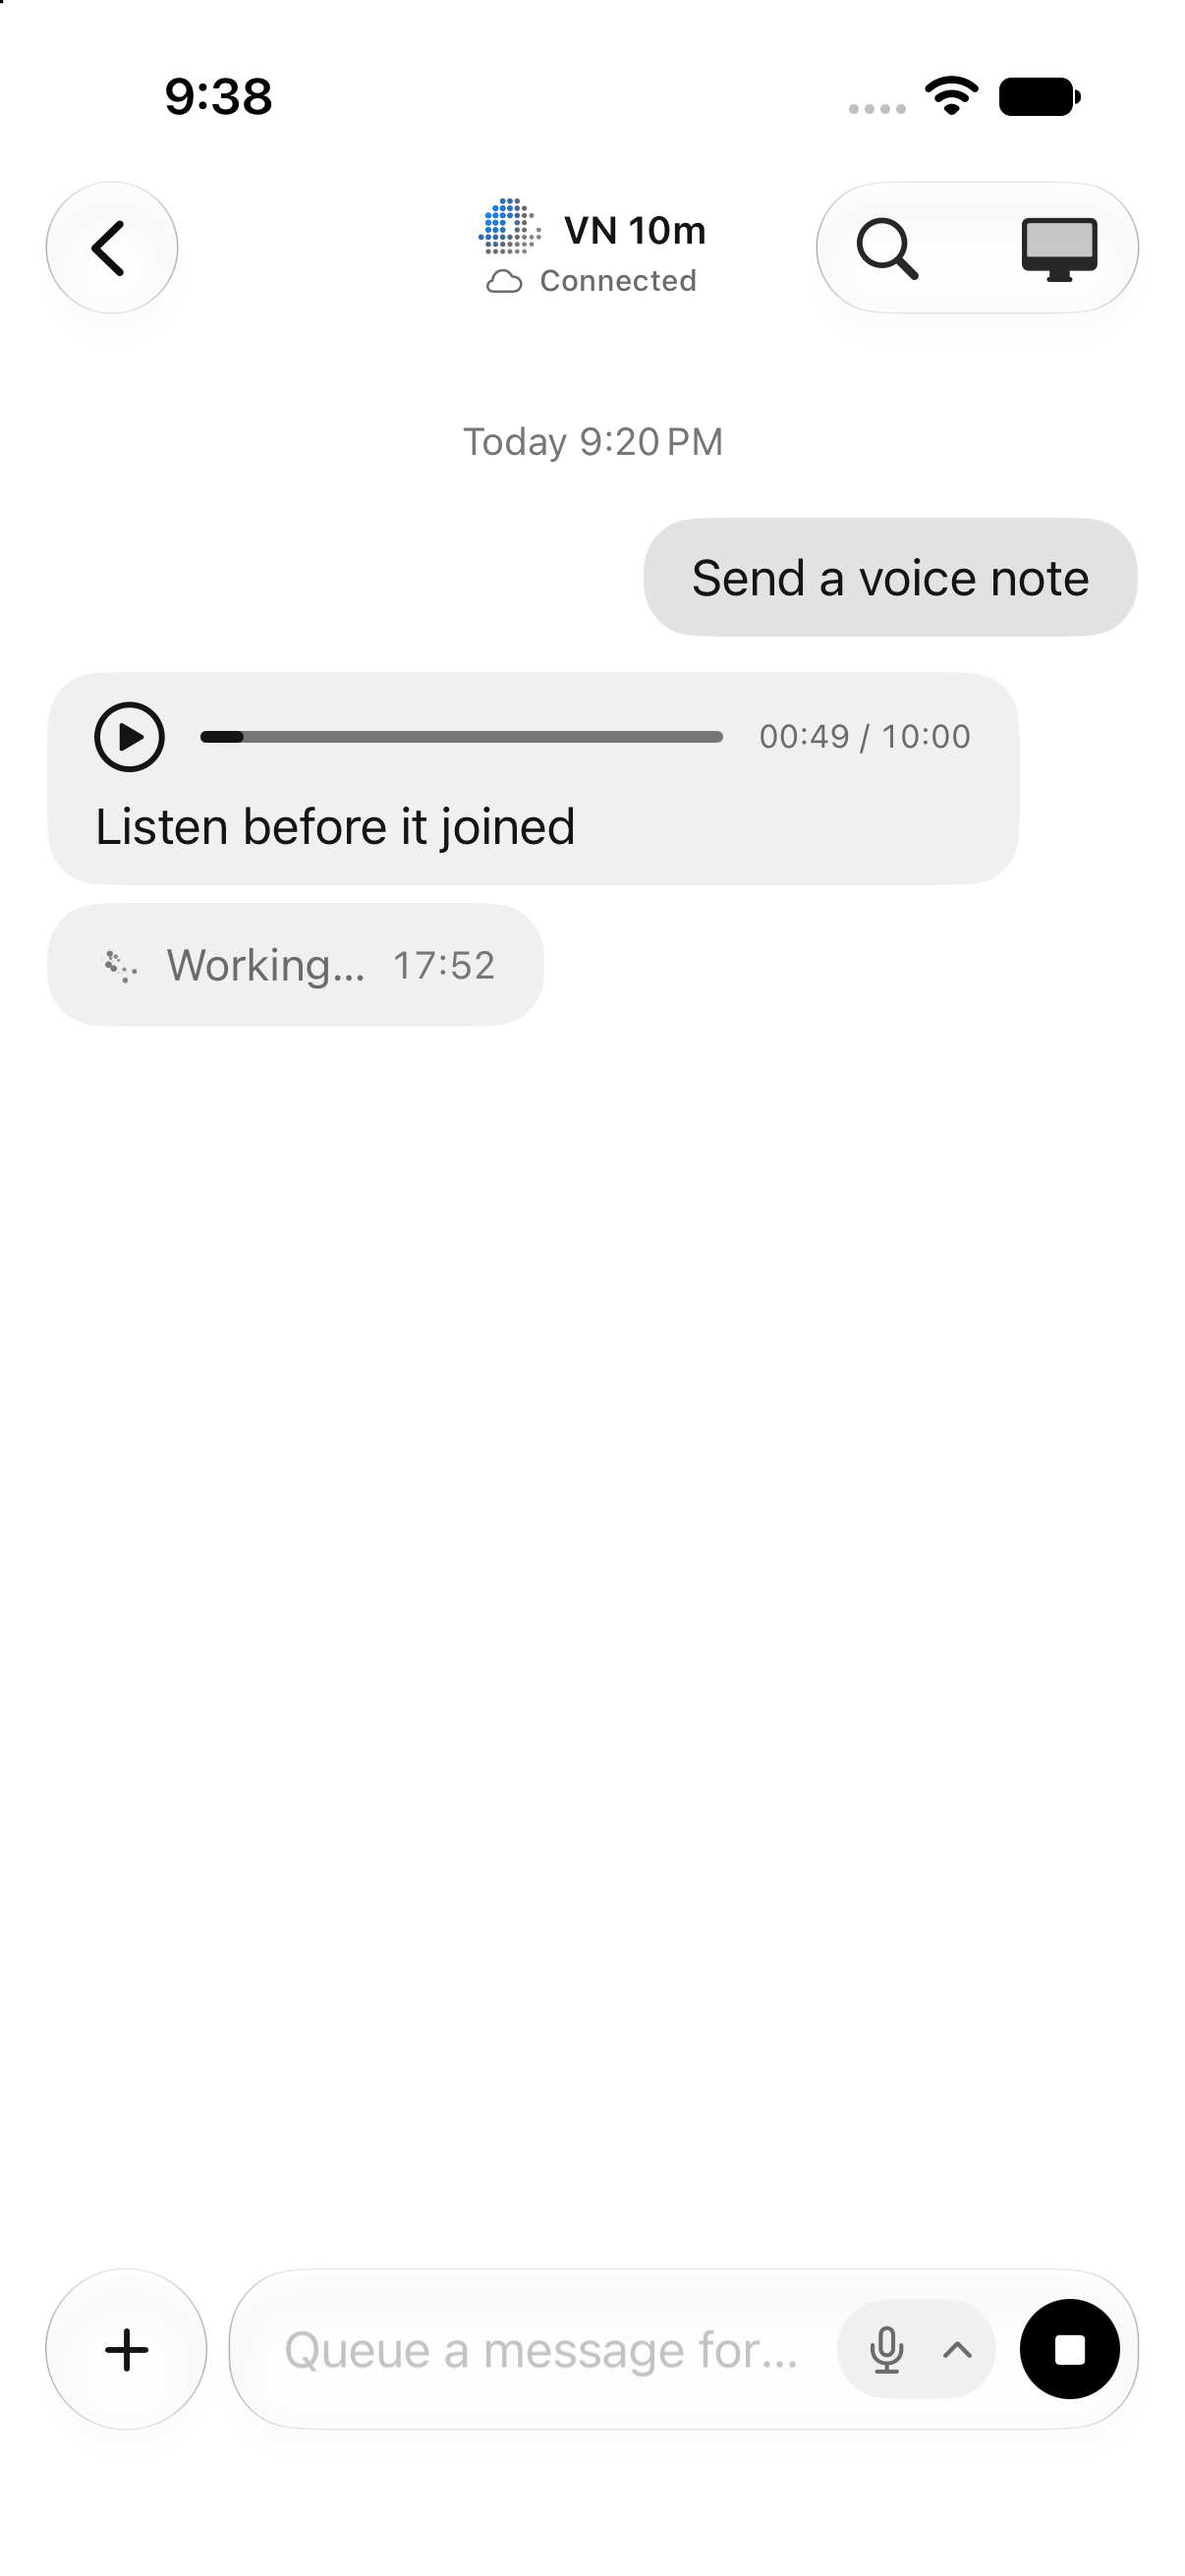 9:38
VN 10m
Connected
Today 9:20 PM
Send a voice note
00:49 / 10:00
Listen before it joined
Working... 17:52
Queue a message for...